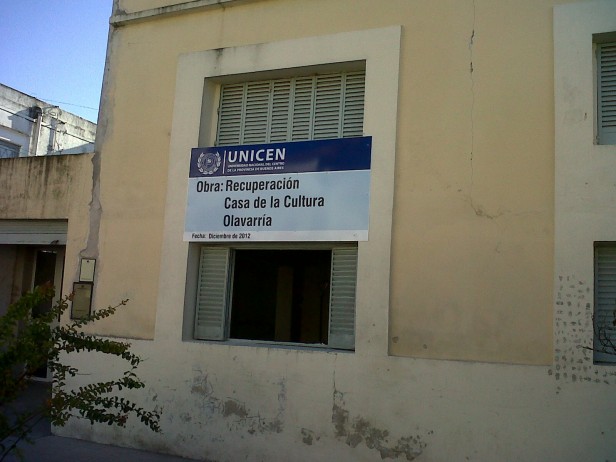 UNICEN
UNIVERSIDAD NACIONAL DEL CENTRO
DE LA PROVINCIA DE BUENOS AIRES
Obra: Recuperación
Casa de la Cultura
Olavarría
Fecha: Diciembre de 2012